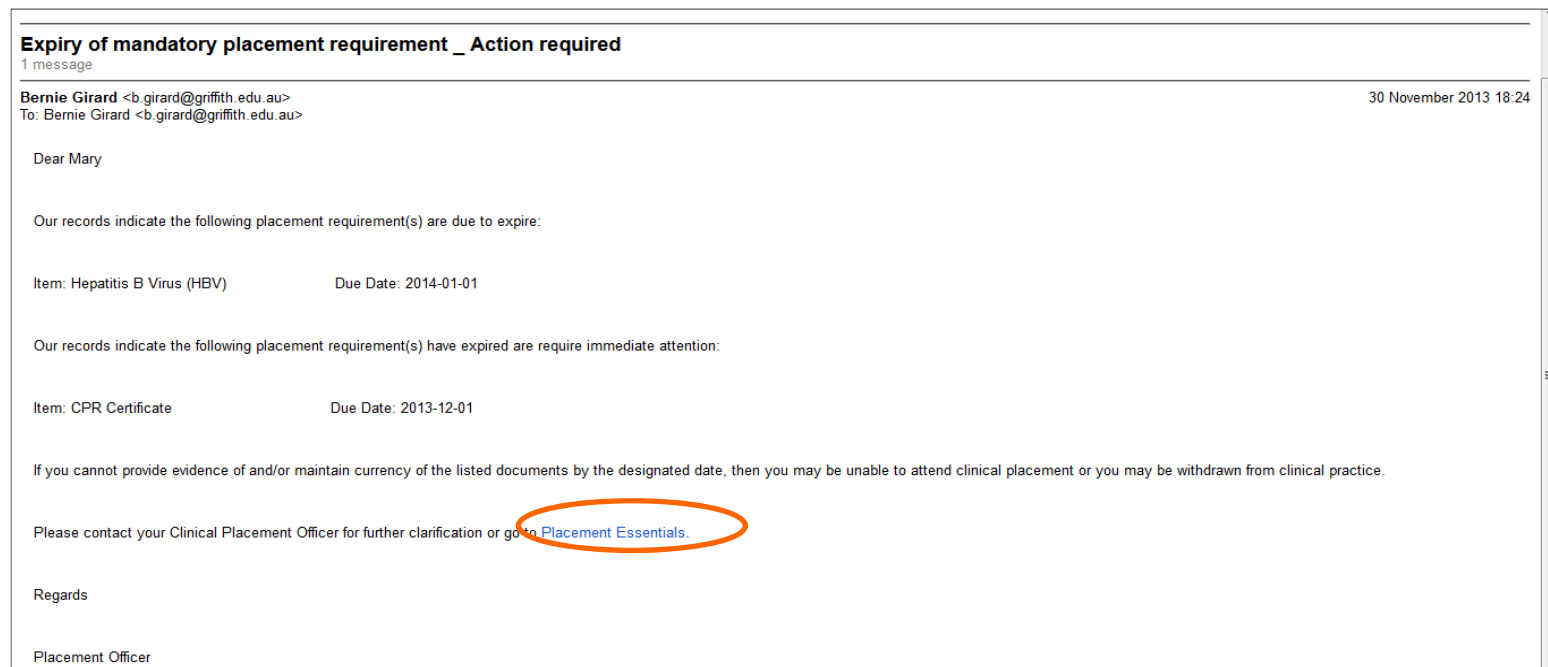 Expiry of mandatory placement requirement _ Action required
1 message
Bernie Girard <b.girard@griffith.edu.au> 30 November 2013 18:24
To: Bernie Girard <b.girard@griffith.edu.au>
Dear Mary
Our records indicate the following placement requirement(s) are due to expire:
Item: Hepatitis B Virus (HBV) Due Date: 2014-01-01
Our records indicate the following placement requirement(s) have expired are require immediate attention:
Item: CPR Certificate Due Date: 2013-12-01
If you cannot provide evidence of and/or maintain currency of the listed documents by the designated date, then you may be unable to attend clinical placement or you may be withdrawn from clinical practice.
Please contact your Clinical Placement Officer for further clarification or go to Placement Essentials.
Regards
Placement Officer